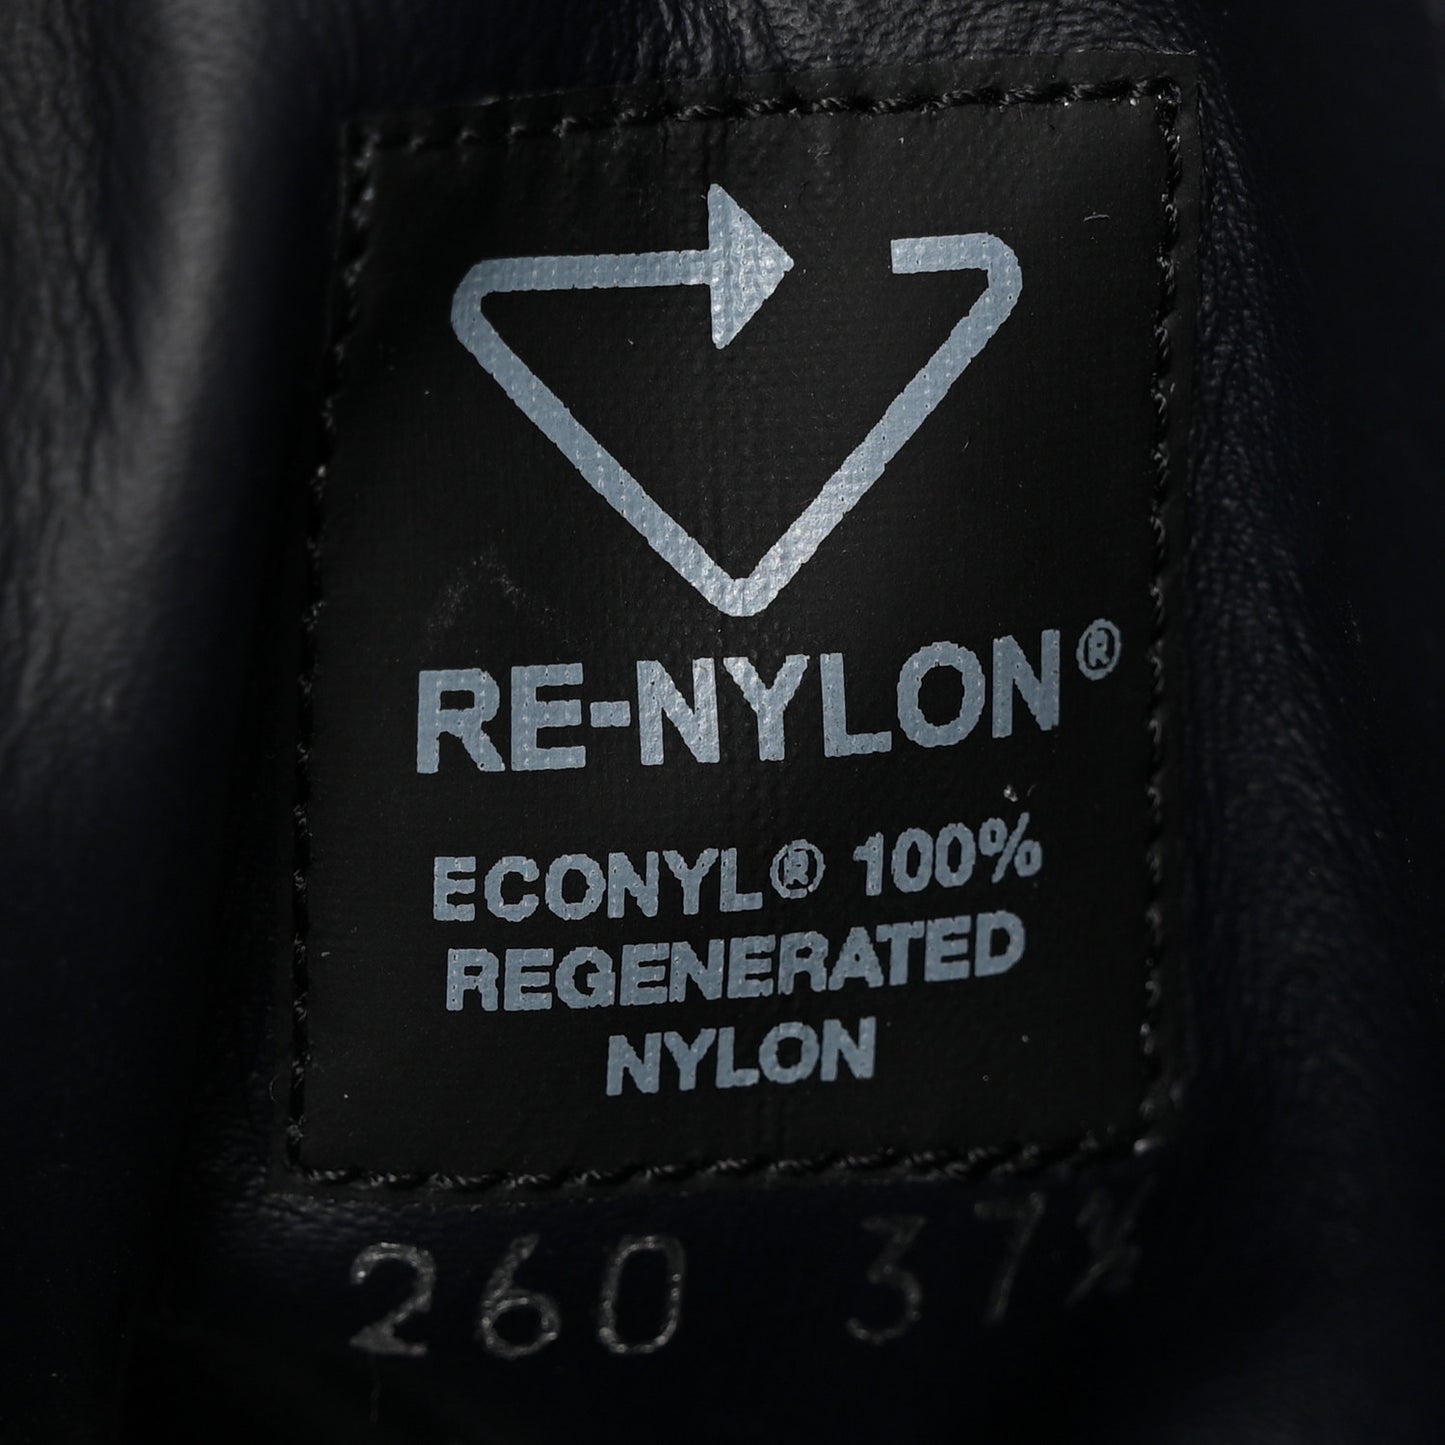 RE-NYLON®
ECONYL® 100%
REGENERATED
NYLON
260 37½